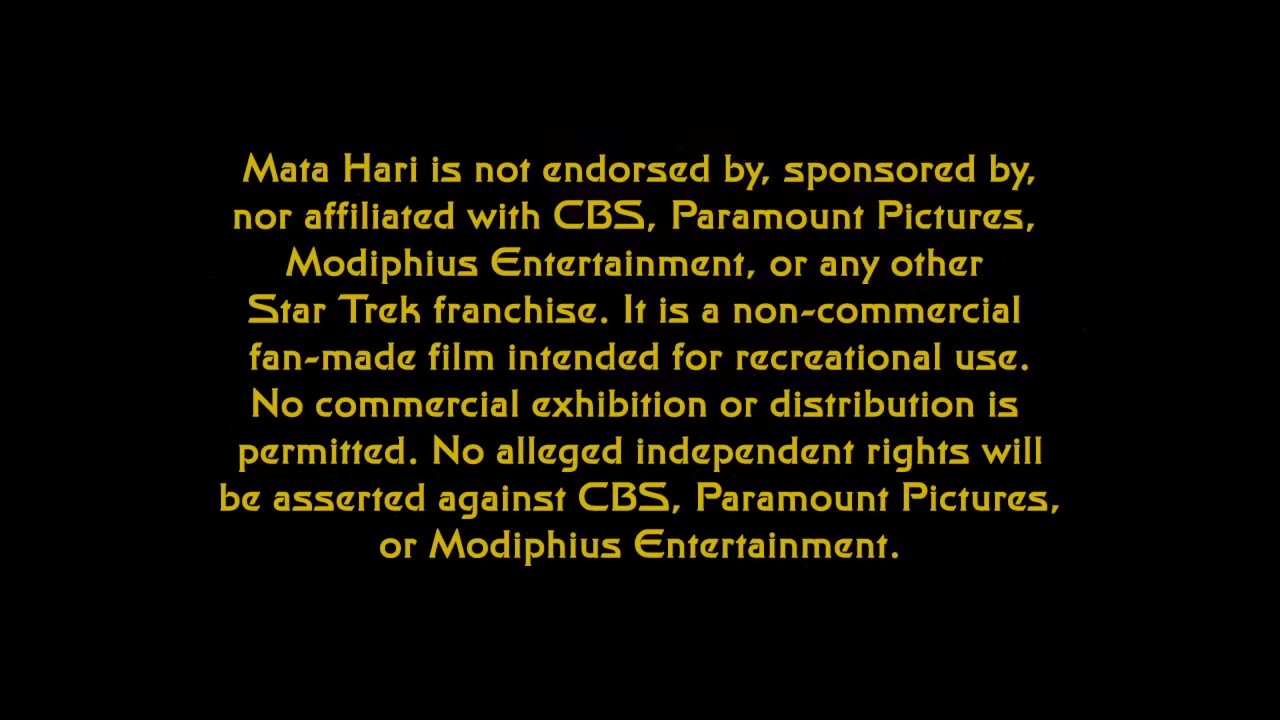 Mata Hari is not endorsed by, sponsored by,
nor affiliated with CBS, Paramount Pictures,
Modiphius Entertainment, or any other
Star Trek franchise. It is a non-commercial
fan-made film intended for recreational use.
No commercial exhibition or distribution is
permitted. No alleged independent rights will
be asserted against CBS, Paramount Pictures,
or Modiphius Entertainment.